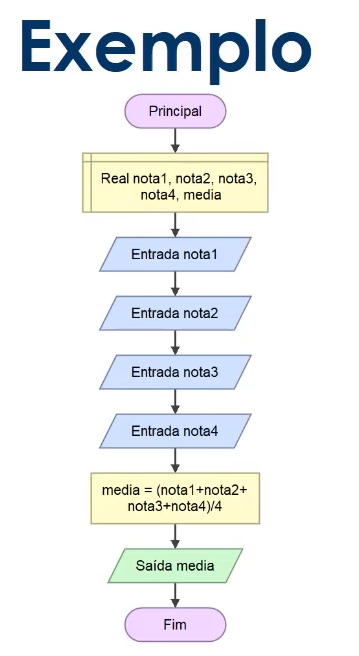 Exemplo
Principal
Real nota1, nota2, nota3,
nota4, media
Entrada nota1
Entrada nota2
Entrada nota3
Entrada nota4
media = (nota1+nota2+
nota3+nota4)/4
Saída media
Fim